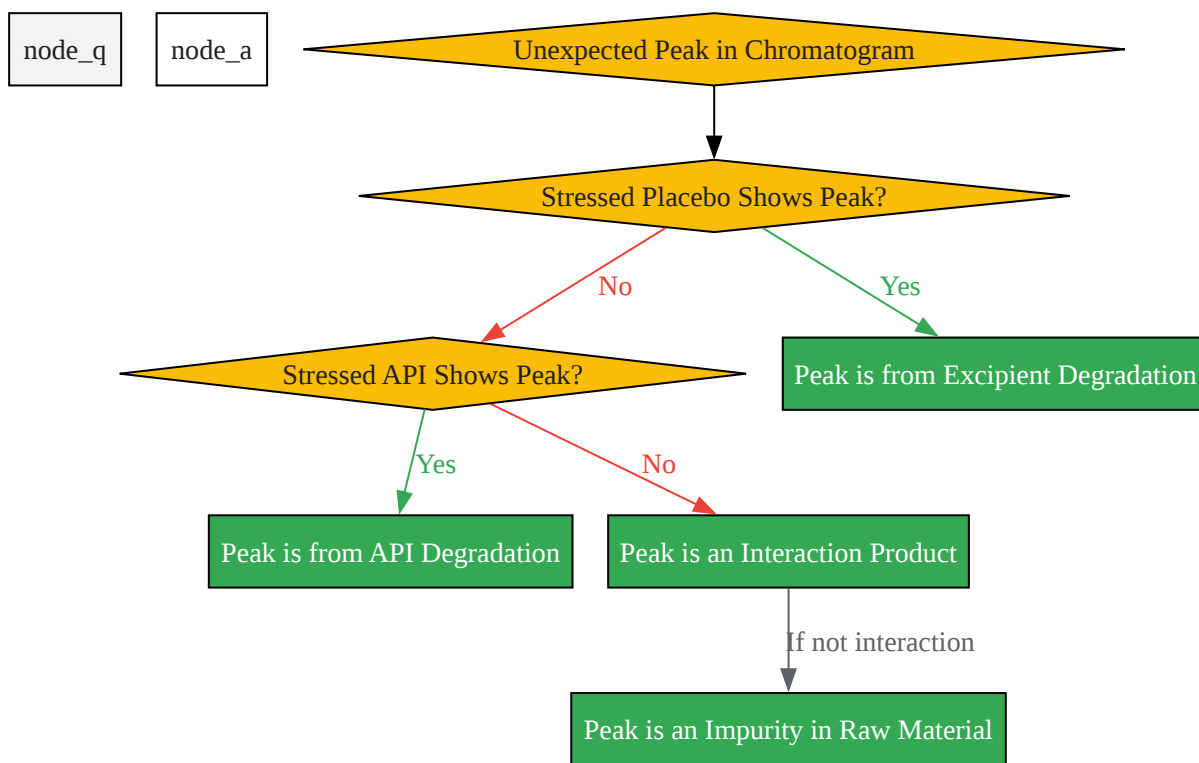 node_q
node_a
Unexpected Peak in Chromatogram
Stressed Placebo Shows Peak?
No
Yes
Stressed API Shows Peak?
Peak is from Excipient Degradation
Yes
No
Peak is from API Degradation
Peak is an Interaction Product
If not interaction
Peak is an Impurity in Raw Material